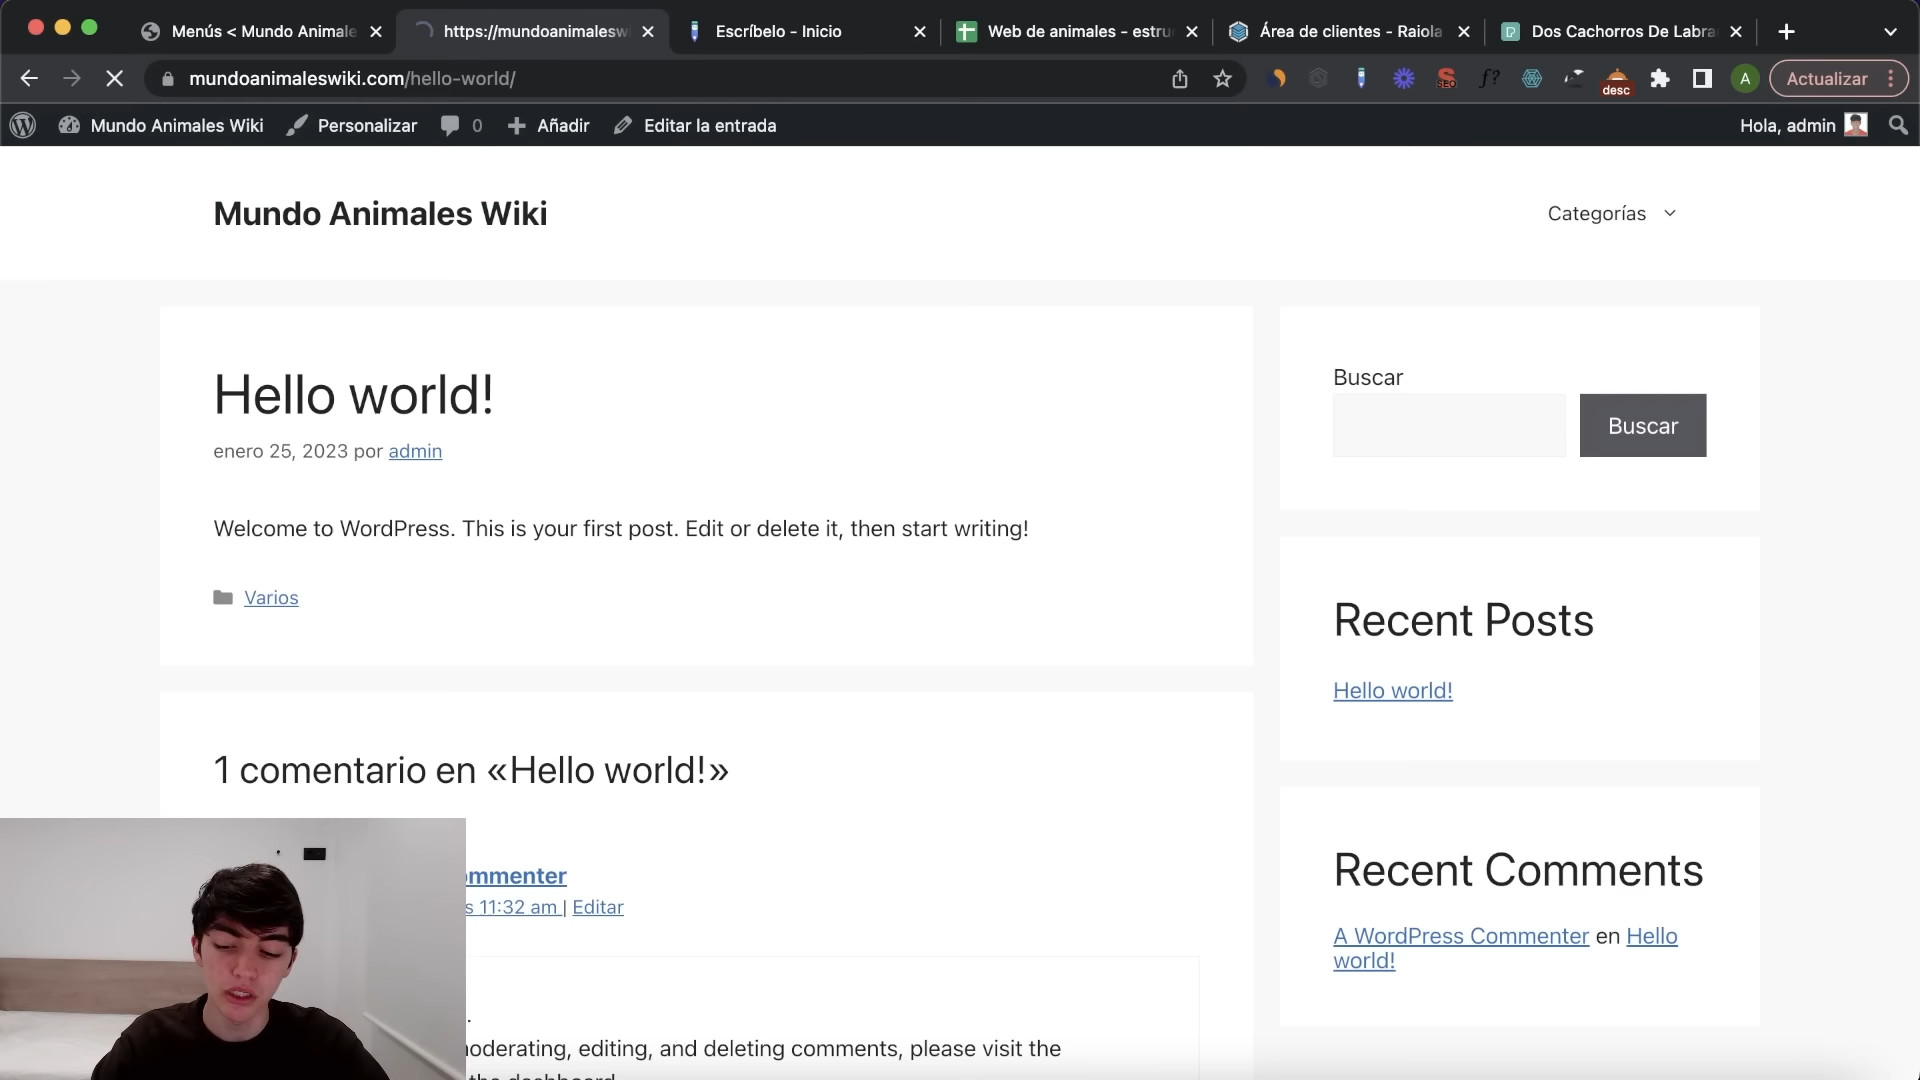 Menús < Mundo Animale
https://mundoanimalesw
Escríbelo - Inicio
Web de animales - estru
Área de clientes - Raiola
Dos Cachorros De Labra
mundoanimaleswiki.com/hello-world/
SEO
f?
desc
A
Actualizar
Mundo Animales Wiki
Personalizar
0
Añadir
Editar la entrada
Hola, admin
Mundo Animales Wiki
Categorías
Hello world!
enero 25, 2023 por admin
Welcome to WordPress. This is your first post. Edit or delete it, then start writing!
Varios
Buscar
Buscar
Recent Posts
Hello world!
1 comentario en «Hello world!»
ommenter
s 11:32 am | Editar
.
moderating, editing, and deleting comments, please visit the
the dashboard
Recent Comments
A WordPress Commenter en Hello
world!